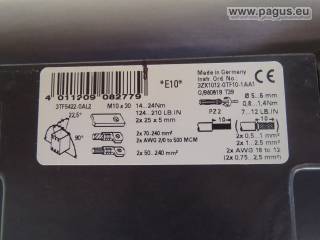 www.pagus.eu
Made in Germany
Instr. Ord. No.:
3ZX1012-0TF10-1AA1
G/980819 T29
*E10*
4 011209 082779
3TF5422-0AL2
M10 x 30
14...24Nm
124...210 LB.IN
2x 25 x 5 mm
22,5°
90°
2x 70-240 mm²
2x AWG 2/0 to 500 MCM
2x 50...240 mm²
CE
Ø 5...6 mm
0,8...1,4Nm
PZ 2
7...12 LB.IN
10
10
2x 0.5...1 mm²
2x 1...2.5 mm²
2x AWG 18 to 12
(2x 0,75...2.5 mm²)